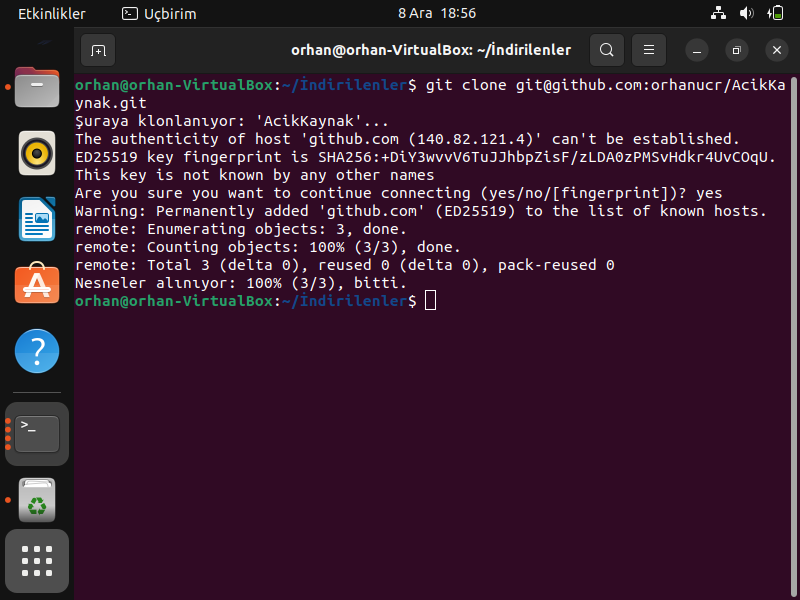 Etkinlikler
Uçbirim
8 Ara 18:56
orhan@orhan-VirtualBox: ~/İndirilenler
orhan@orhan-VirtualBox:~/İndirilenler$ git clone git@github.com:orhanucr/AcikKa
ynak.git
Şuraya klonlanıyor: 'AcikKaynak'...
The authenticity of host 'github.com (140.82.121.4)' can't be established.
ED25519 key fingerprint is SHA256:+DiY3wvvV6TuJJhbpZisF/zLDA0zPMSvHdkr4UvCOqU.
This key is not known by any other names
Are you sure you want to continue connecting (yes/no/[fingerprint])? yes
Warning: Permanently added 'github.com' (ED25519) to the list of known hosts.
remote: Enumerating objects: 3, done.
remote: Counting objects: 100% (3/3), done.
remote: Total 3 (delta 0), reused 0 (delta 0), pack-reused 0
Nesneler alınıyor: 100% (3/3), bitti.
orhan@orhan-VirtualBox:~/İndirilenler$